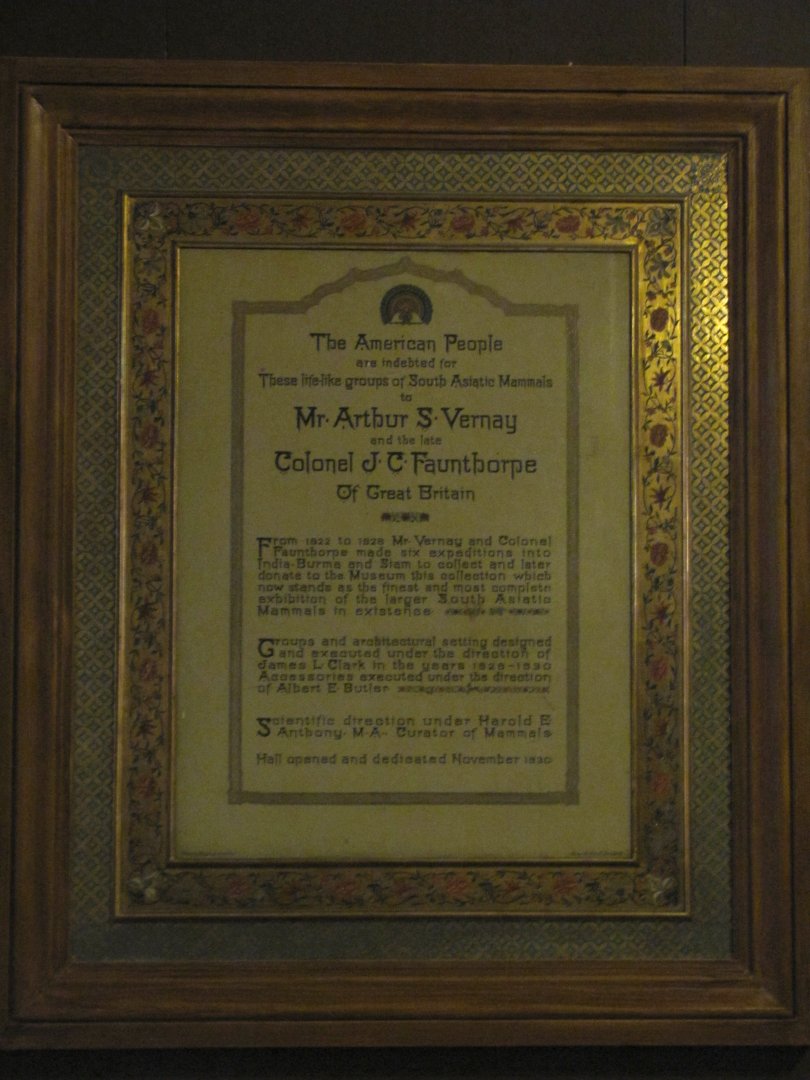 The American People
are indebted for
These life-like groups of South Asiatic Mammals
to
Mr. Arthur S. Vernay
and the late
Colonel J. C. Faunthorpe
Of Great Britain
From 1922 to 1928 Mr. Vernay and Colonel
Faunthorpe made six expeditions into
India-Burma and Siam to collect and later
donate to the Museum this collection which
now stands as the finest and most complete
exhibition of the larger South Asiatic
Mammals in existence
Groups and architectural setting designed
and executed under the direction of
James L. Clark in the years 1928-1930
Accessories executed under the direction
of Albert E. Butler
Scientific direction under Harold E.
Anthony. M.A. Curator of Mammals
Hall opened and dedicated November 1930